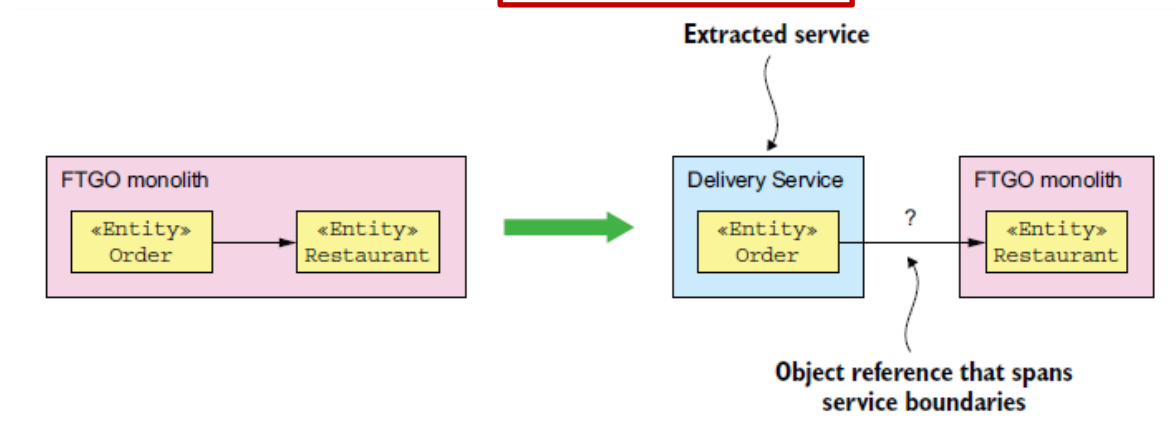 Extracted service
FTGO monolith
«Entity»
Order
«Entity»
Restaurant
Delivery Service
«Entity»
Order
?
FTGO monolith
«Entity»
Restaurant
Object reference that spans
service boundaries